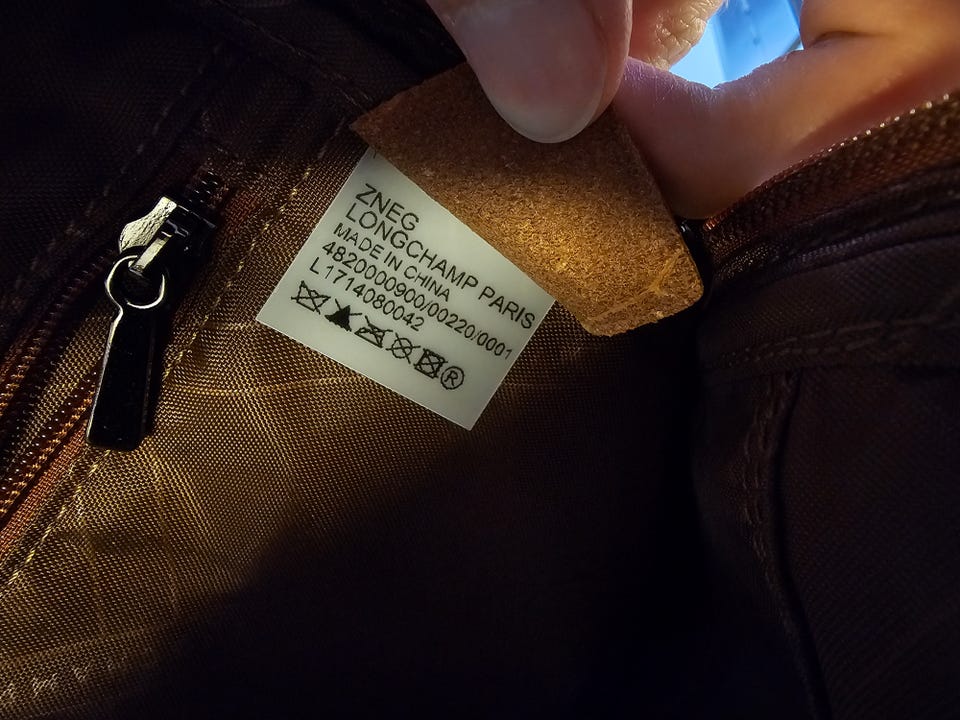 ZNEG
LONGCHAMP PARIS
MADE IN CHINA
4820000900/00220/0001
L1714080042